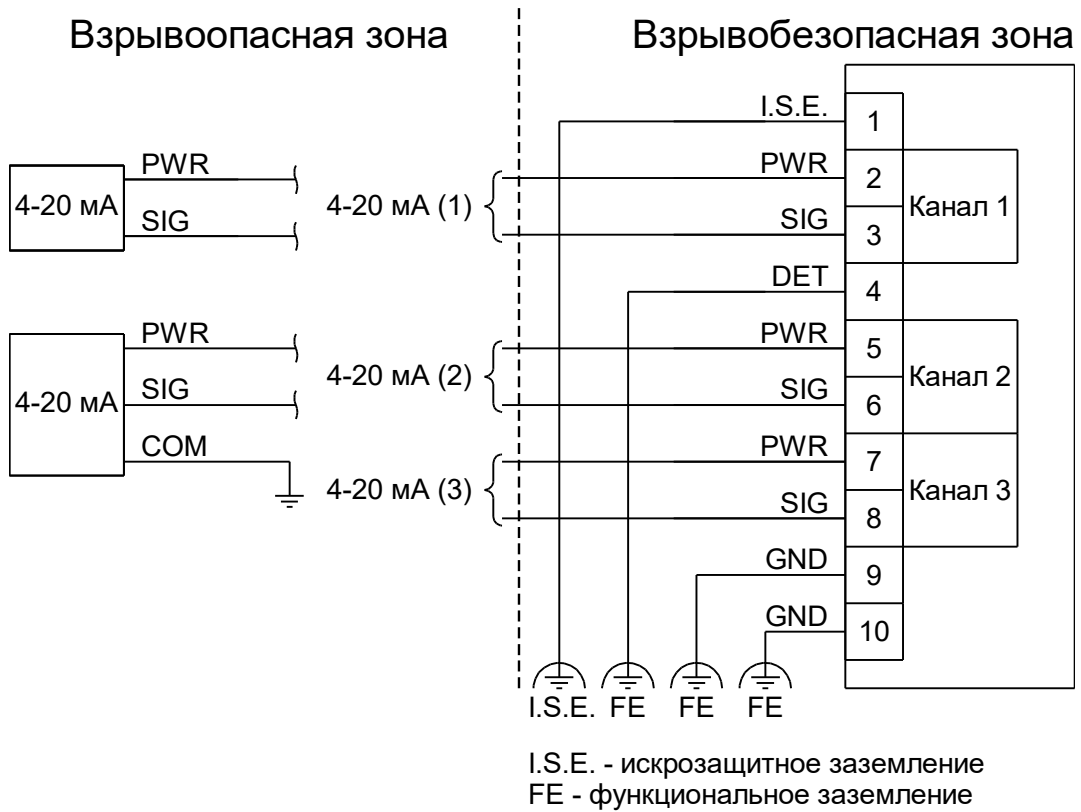 Взрывоопасная зона
Взрывобезопасная зона
4-20 мА
PWR
SIG
4-20 мА
PWR
SIG
COM
4-20 мА (1)
4-20 мА (2)
4-20 мА (3)
I.S.E.
1
PWR
2
SIG
3
Канал 1
DET
4
PWR
5
SIG
6
Канал 2
PWR
7
SIG
8
Канал 3
GND
9
GND
10
I.S.E.
FE
FE
FE
I.S.E. - искрозащитное заземление
FE - функциональное заземление